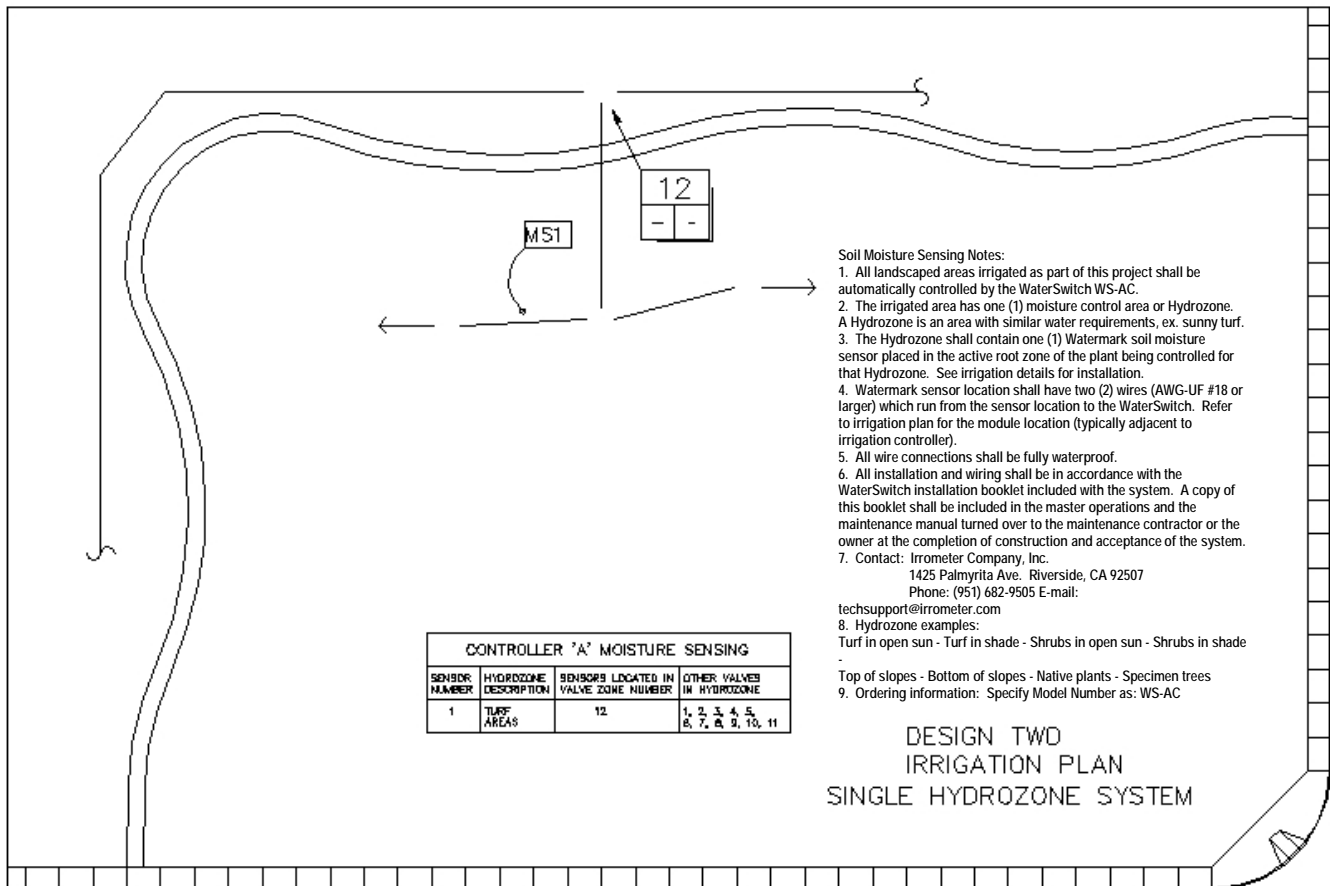 12
- -
MS1
Soil Moisture Sensing Notes:
1. All landscaped areas irrigated as part of this project shall be
automatically controlled by the WaterSwitch WS-AC.
2. The irrigated area has one (1) moisture control area or Hydrozone.
A Hydrozone is an area with similar water requirements, ex. sunny turf.
3. The Hydrozone shall contain one (1) Watermark soil moisture
sensor placed in the active root zone of the plant being controlled for
that Hydrozone. See irrigation details for installation.
4. Watermark sensor location shall have two (2) wires (AWG-UF #18 or
larger) which run from the sensor location to the WaterSwitch. Refer
to irrigation plan for the module location (typically adjacent to
irrigation controller).
5. All wire connections shall be fully waterproof.
6. All installation and wiring shall be in accordance with the
WaterSwitch installation booklet included with the system. A copy of
this booklet shall be included in the master operations and the
maintenance manual turned over to the maintenance contractor or the
owner at the completion of construction and acceptance of the system.
7. Contact: Irrometer Company, Inc.
1425 Palmyrita Ave. Riverside, CA 92507
Phone: (951) 682-9505 E-mail:
techsupport@irrometer.com
8. Hydrozone examples:
Turf in open sun - Turf in shade - Shrubs in open sun - Shrubs in shade
-
Top of slopes - Bottom of slopes - Native plants - Specimen trees
9. Ordering information: Specify Model Number as: WS-AC
CONTROLLER 'A' MOISTURE SENSING
SENSOR NUMBER
HYDROZONE DESCRIPTION
SENSORS LOCATED IN VALVE ZONE NUMBER
OTHER VALVES IN HYDROZONE
1
TURF AREAS
12
1, 2, 3, 4, 5,
6, 7, 8, 9, 10, 11
DESIGN TWO
IRRIGATION PLAN
SINGLE HYDROZONE SYSTEM